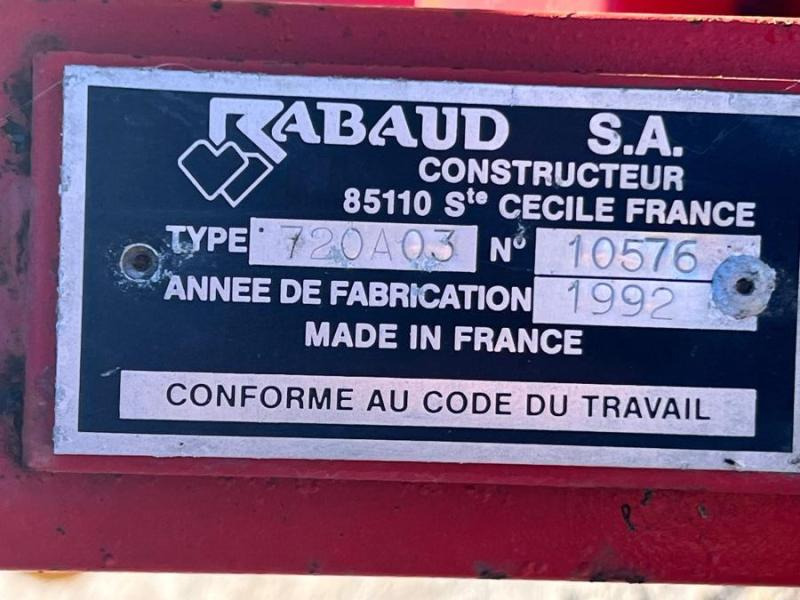 RABAUD S.A.
CONSTRUCTEUR
85110 Ste CECILE FRANCE
TYPE 720A03 N° 10576
ANNEE DE FABRICATION 1992
MADE IN FRANCE
CONFORME AU CODE DU TRAVAIL